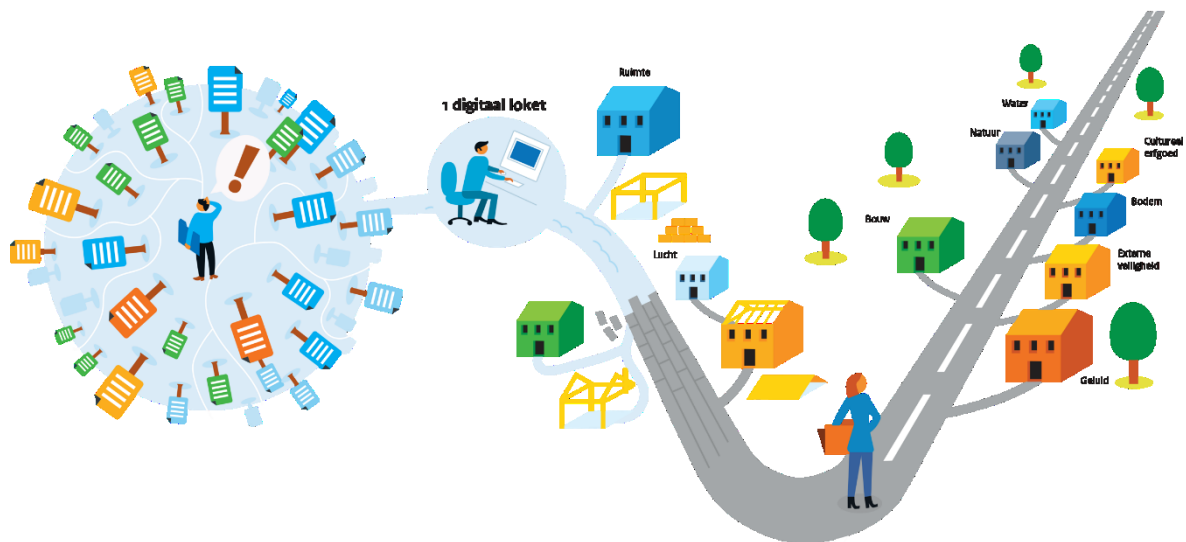 1 digitaal loket
Ruimte
Lucht
Bouw
Water
Natuur
Cultureel
erfgoed
Bodem
Externe
veiligheid
Geluid